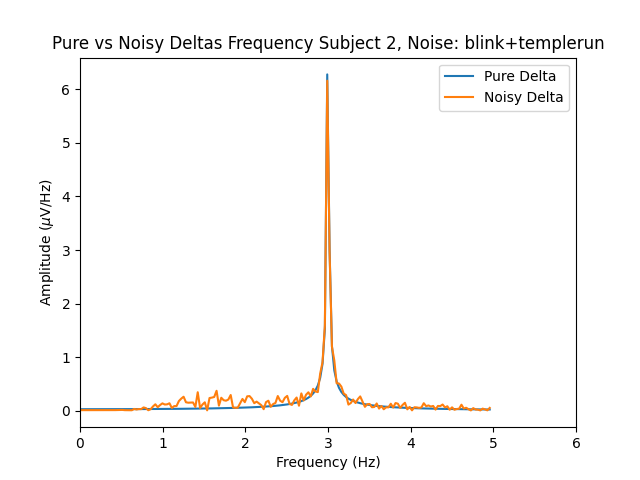 Pure vs Noisy Deltas Frequency Subject 2, Noise: blink+templerun
Pure Delta
Noisy Delta
Amplitude (μV/Hz)
6
5
4
3
2
1
0
0 1 2 3 4 5 6
Frequency (Hz)